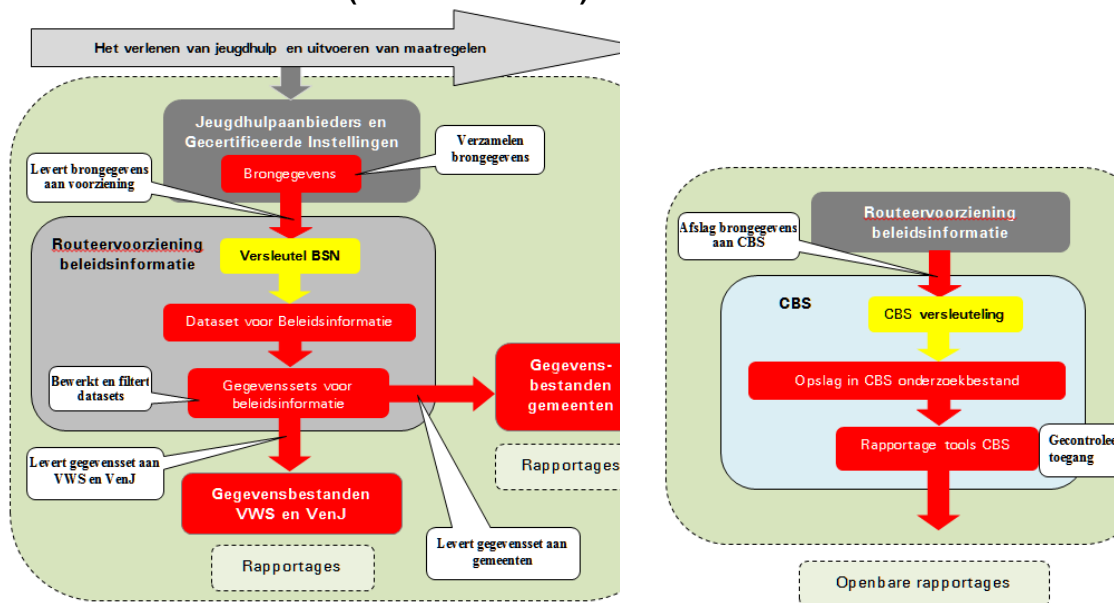 Het verlenen van jeugdhulp en uitvoeren van maatregelen
Jeugdhulpaanbieders en
Gecertificeerde Instellingen
Verzamelen
brongegevens
Levert brongegevens
aan voorziening
Brongegevens
Routeervoorziening
beleidsinformatie
Versleutel BSN
Dataset voor Beleidsinformatie
Bewerkt en filtert
datasets
Gegevenssets voor
beleidsinformatie
Gegevens-
bestanden
gemeenten
Levert gegevensset aan
VWS en VenJ
Rapportages
Gegevensbestanden
VWS en VenJ
Levert gegevensset aan
gemeenten
Rapportages
Routeervoorziening
beleidsinformatie
Afslag brongegevens
aan CBS
CBS
CBS versleuteling
Opslag in CBS onderzoekbestand
Rapportage tools CBS
toegang
Openbare rapportages